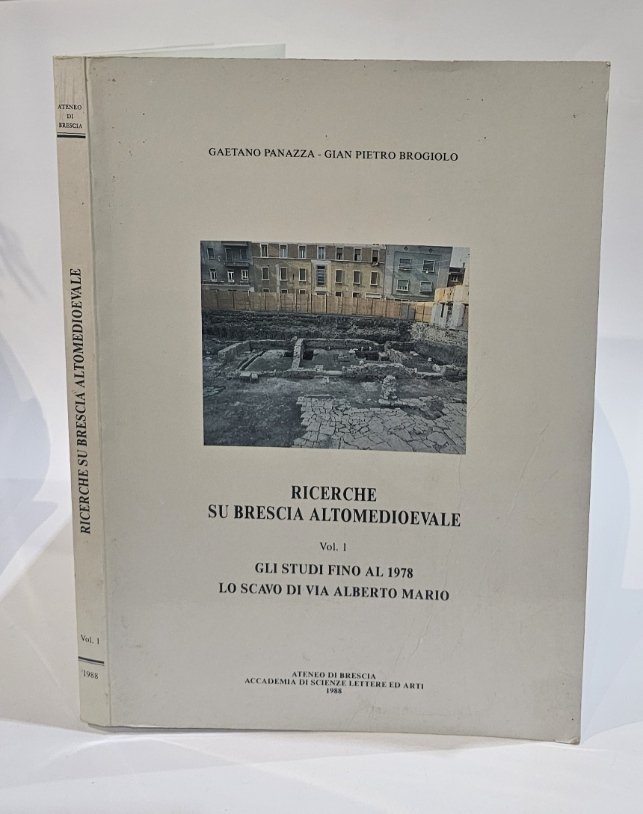 ATENEO
DI
BRESCIA
RICERCHE SU BRESCIA ALTOMEDIOEVALE
Vol. 1
1988
GAETANO PANAZZA - GIAN PIETRO BROGIOLO
RICERCHE
SU BRESCIA ALTOMEDIOEVALE
Vol. 1
GLI STUDI FINO AL 1978
LO SCAVO DI VIA ALBERTO MARIO
ATENEO DI BRESCIA
ACCADEMIA DI SCIENZE LETTERE ED ARTI
1988